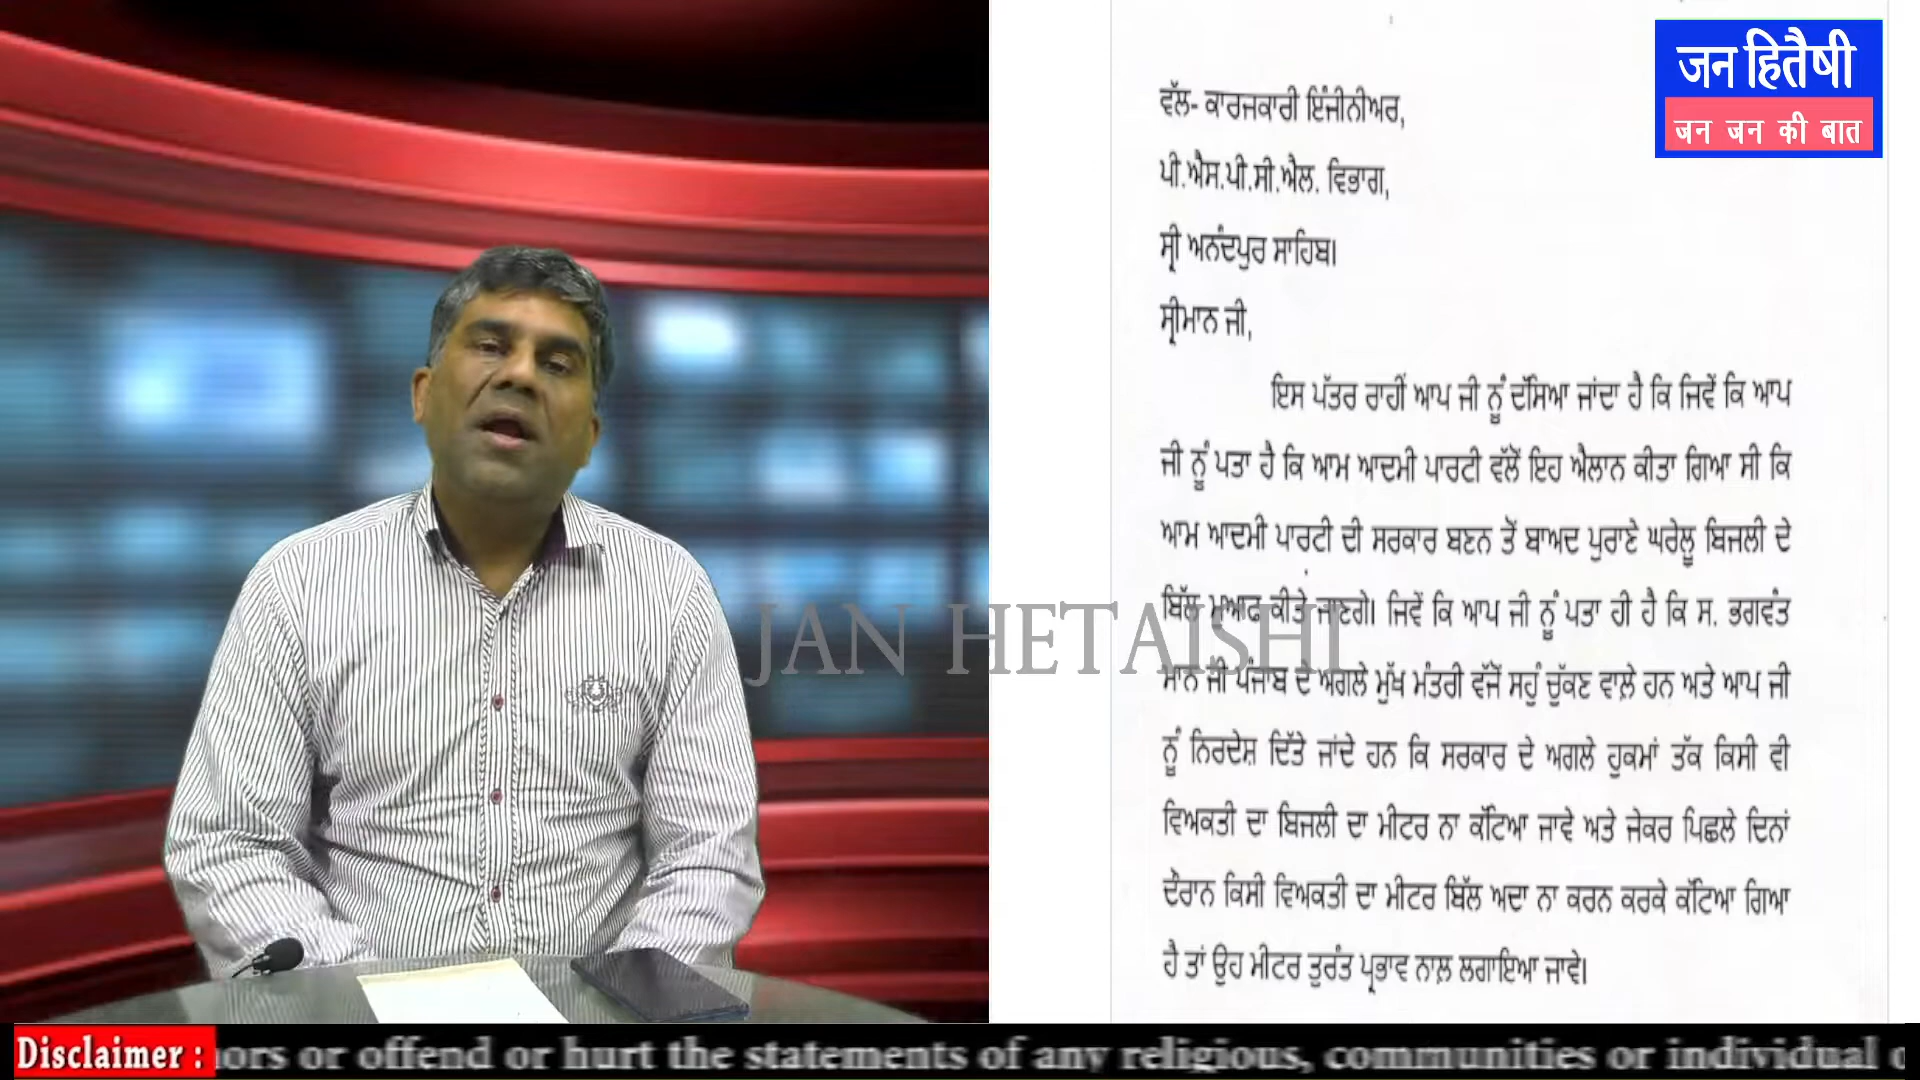 ਵੱਲ- ਕਾਰਜਕਾਰੀ ਇੰਜੀਨੀਅਰ,
ਪੀ.ਐਸ.ਪੀ.ਸੀ.ਐਲ. ਵਿਭਾਗ,
ਸ੍ਰੀ ਅਨੰਦਪੁਰ ਸਾਹਿਬ।
ਸ੍ਰੀਮਾਨ ਜੀ,
ਇਸ ਪੱਤਰ ਰਾਹੀਂ ਆਪ ਜੀ ਨੂੰ ਦੱਸਿਆ ਜਾਂਦਾ ਹੈ ਕਿ ਜਿਵੇਂ ਕਿ ਆਪ
ਜੀ ਨੂੰ ਪਤਾ ਹੈ ਕਿ ਆਮ ਆਦਮੀ ਪਾਰਟੀ ਵੱਲੋਂ ਇਹ ਐਲਾਨ ਕੀਤਾ ਗਿਆ ਸੀ ਕਿ
ਆਮ ਆਦਮੀ ਪਾਰਟੀ ਦੀ ਸਰਕਾਰ ਬਣਨ ਤੋਂ ਬਾਅਦ ਪੁਰਾਣੇ ਘਰੇਲੂ ਬਿਜਲੀ ਦੇ
ਬਿੱਲ ਮੁਆਫ ਕੀਤੇ ਜਾਣਗੇ। ਜਿਵੇਂ ਕਿ ਆਪ ਜੀ ਨੂੰ ਪਤਾ ਹੀ ਹੈ ਕਿ ਸ. ਭਗਵੰਤ
ਮਾਨ ਜੀ ਪੰਜਾਬ ਦੇ ਅਗਲੇ ਮੁੱਖ ਮੰਤਰੀ ਵੱਜੋਂ ਸਹੁੰ ਚੁੱਕਣ ਵਾਲੇ ਹਨ ਅਤੇ ਆਪ ਜੀ
ਨੂੰ ਨਿਰਦੇਸ਼ ਦਿੱਤੇ ਜਾਂਦੇ ਹਨ ਕਿ ਸਰਕਾਰ ਦੇ ਅਗਲੇ ਹੁਕਮਾਂ ਤੱਕ ਕਿਸੀ ਵੀ
ਵਿਅਕਤੀ ਦਾ ਬਿਜਲੀ ਦਾ ਮੀਟਰ ਨਾ ਕੱਟਿਆ ਜਾਵੇ ਅਤੇ ਜੇਕਰ ਪਿਛਲੇ ਦਿਨਾਂ
ਦੌਰਾਨ ਕਿਸੀ ਵਿਅਕਤੀ ਦਾ ਮੀਟਰ ਬਿੱਲ ਅਦਾ ਨਾ ਕਰਨ ਕਰਕੇ ਕੱਟਿਆ ਗਿਆ
ਹੈ ਤਾਂ ਉਹ ਮੀਟਰ ਤੁਰੰਤ ਪ੍ਰਭਾਵ ਨਾਲ਼ ਲਗਾਇਆ ਜਾਵੇ।
जन हितैषी
जन जन की बात
JAN HETAISHI
Disclaimer : ors or offend or hurt the statements of any religious, communities or individual